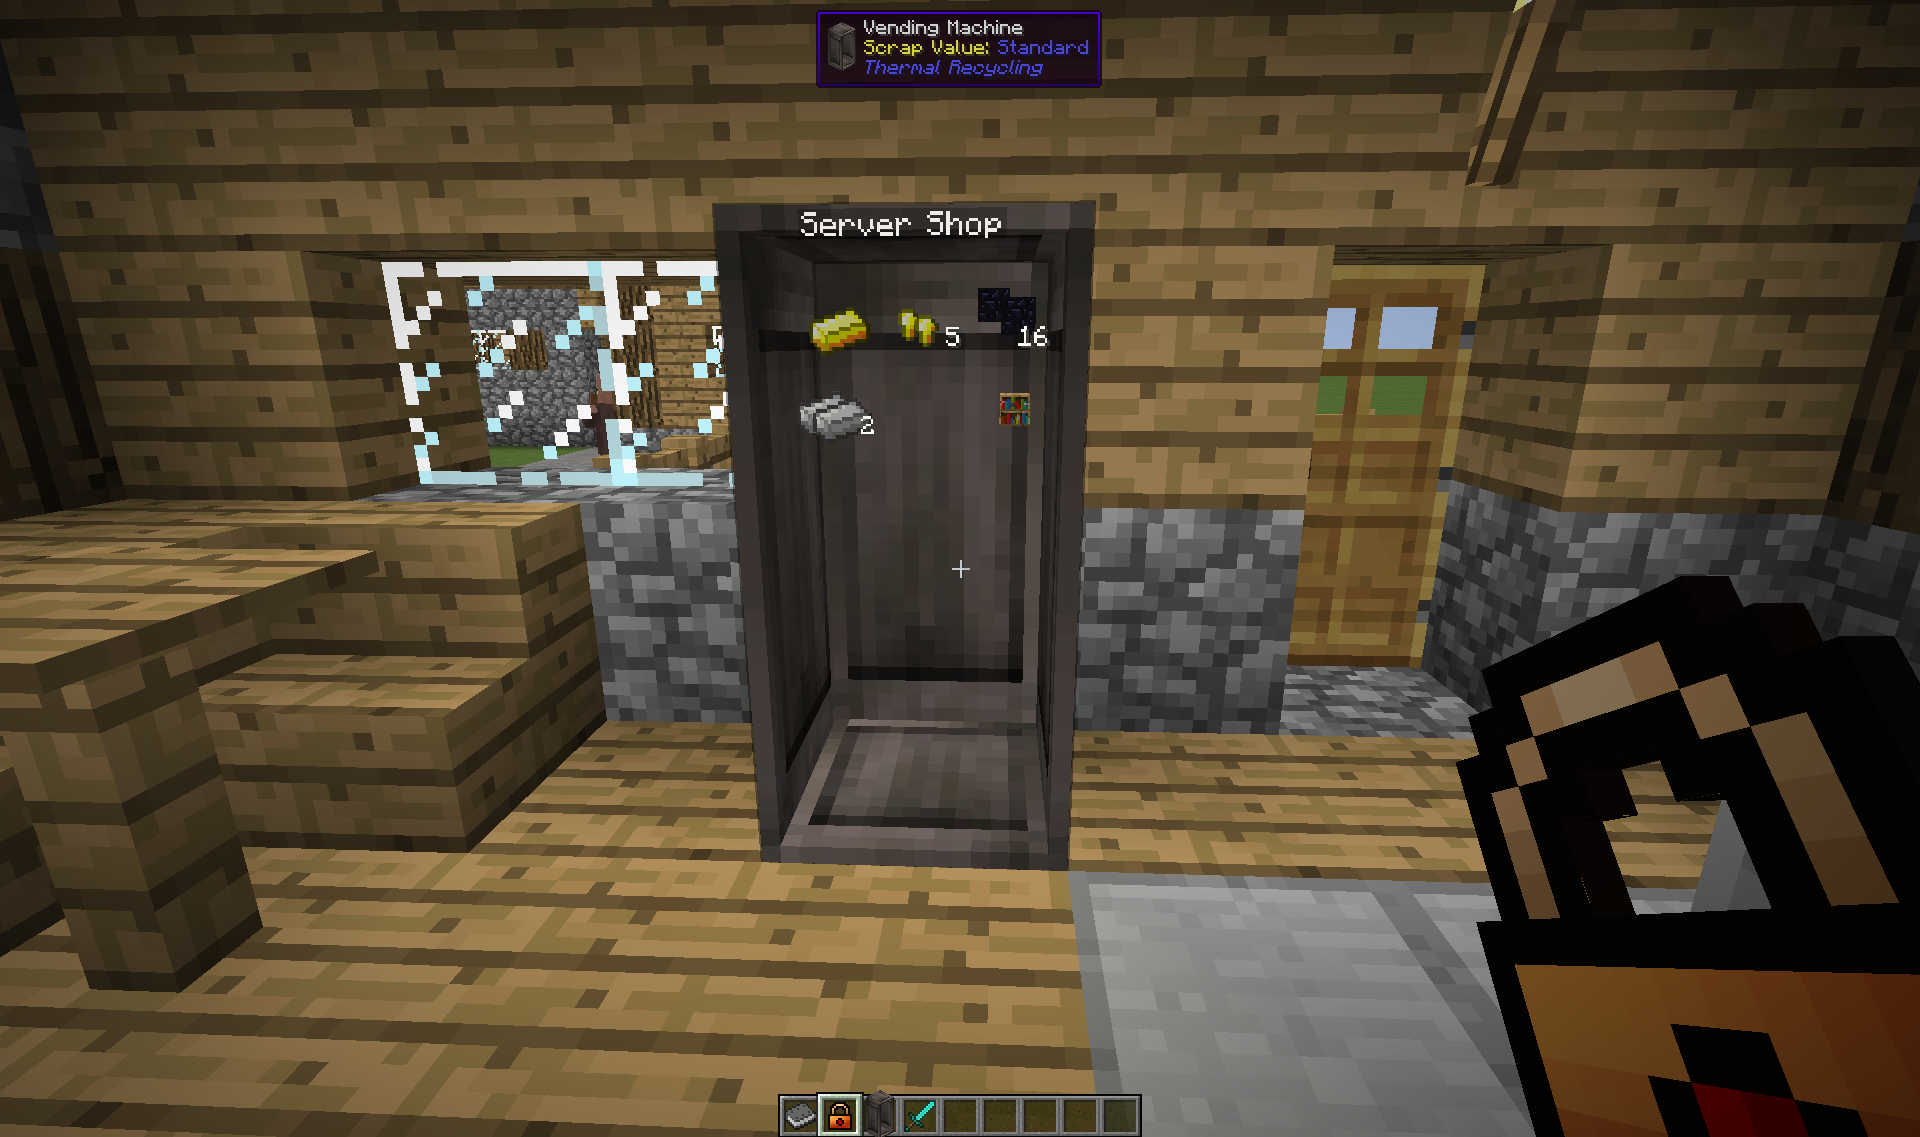 Vending Machine
Scrap Value: Standard
Thermal Recycling
Server Shop
5
16
2